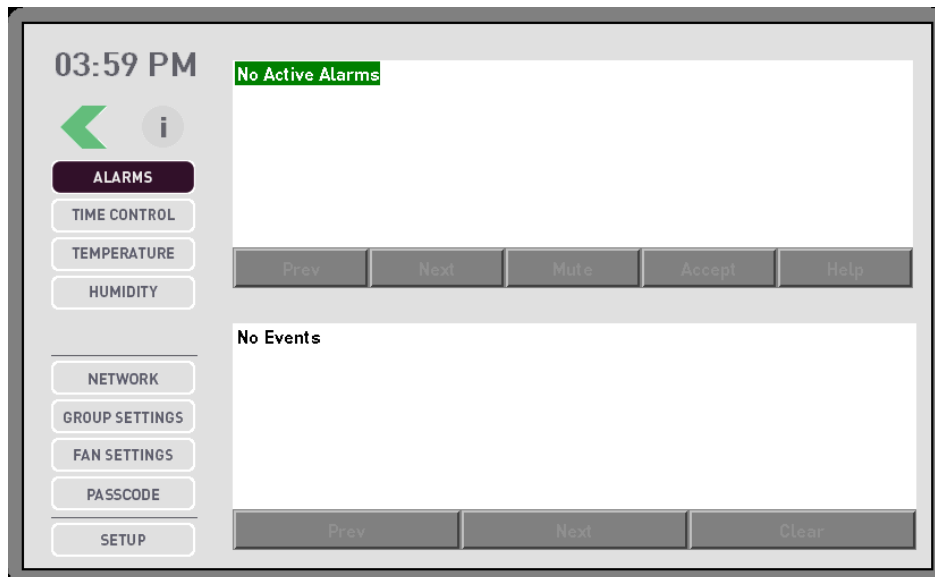 03:59 PM
i
ALARMS
TIME CONTROL
TEMPERATURE
HUMIDITY
NETWORK
GROUP SETTINGS
FAN SETTINGS
PASSCODE
SETUP
No Active Alarms
Prev Next Mute Accept Help
No Events
Prev Next Clear